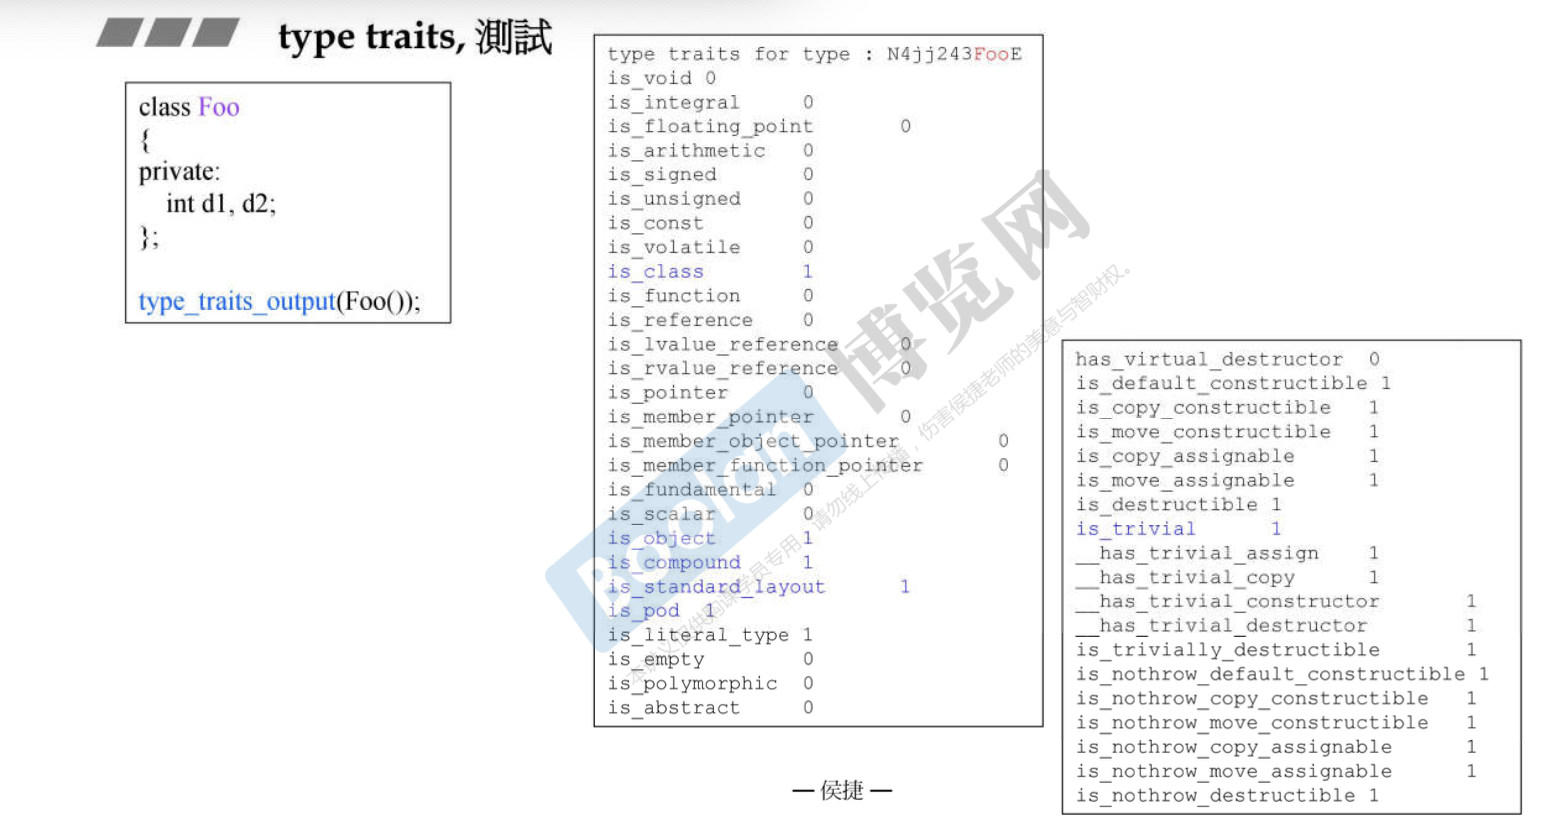 type traits, 測試
class Foo
{
private:
int d1, d2;
};
type_traits_output(Foo());
type traits for type : N4jj243FooE
is_void 0
is_integral 0
is_floating_point 0
is_arithmetic 0
is_signed 0
is_unsigned 0
is_const 0
is_volatile 0
is_class 1
is_function 0
is_reference 0
is_lvalue_reference 0
is_rvalue_reference 0
is_pointer 0
is_member_pointer 0
is_member_object_pointer 0
is_member_function_pointer 0
is_fundamental 0
is_scalar 0
is_object 1
is_compound 1
is_standard_layout 1
is_pod 1
is_literal_type 1
is_empty 0
is_polymorphic 0
is_abstract 0
has_virtual_destructor 0
is_default_constructible 1
is_copy_constructible 1
is_move_constructible 1
is_copy_assignable 1
is_move_assignable 1
is_destructible 1
is_trivial 1
__has_trivial_assign 1
__has_trivial_copy 1
__has_trivial_constructor 1
__has_trivial_destructor 1
is_trivially_destructible 1
is_nothrow_default_constructible 1
is_nothrow_copy_constructible 1
is_nothrow_move_constructible 1
is_nothrow_copy_assignable 1
is_nothrow_move_assignable 1
is_nothrow_destructible 1
— 侯捷 —
Boolan 博览网
本讲义仅供购课学员专用，请勿线上传播，伤害侯捷老师的美意与智财权。